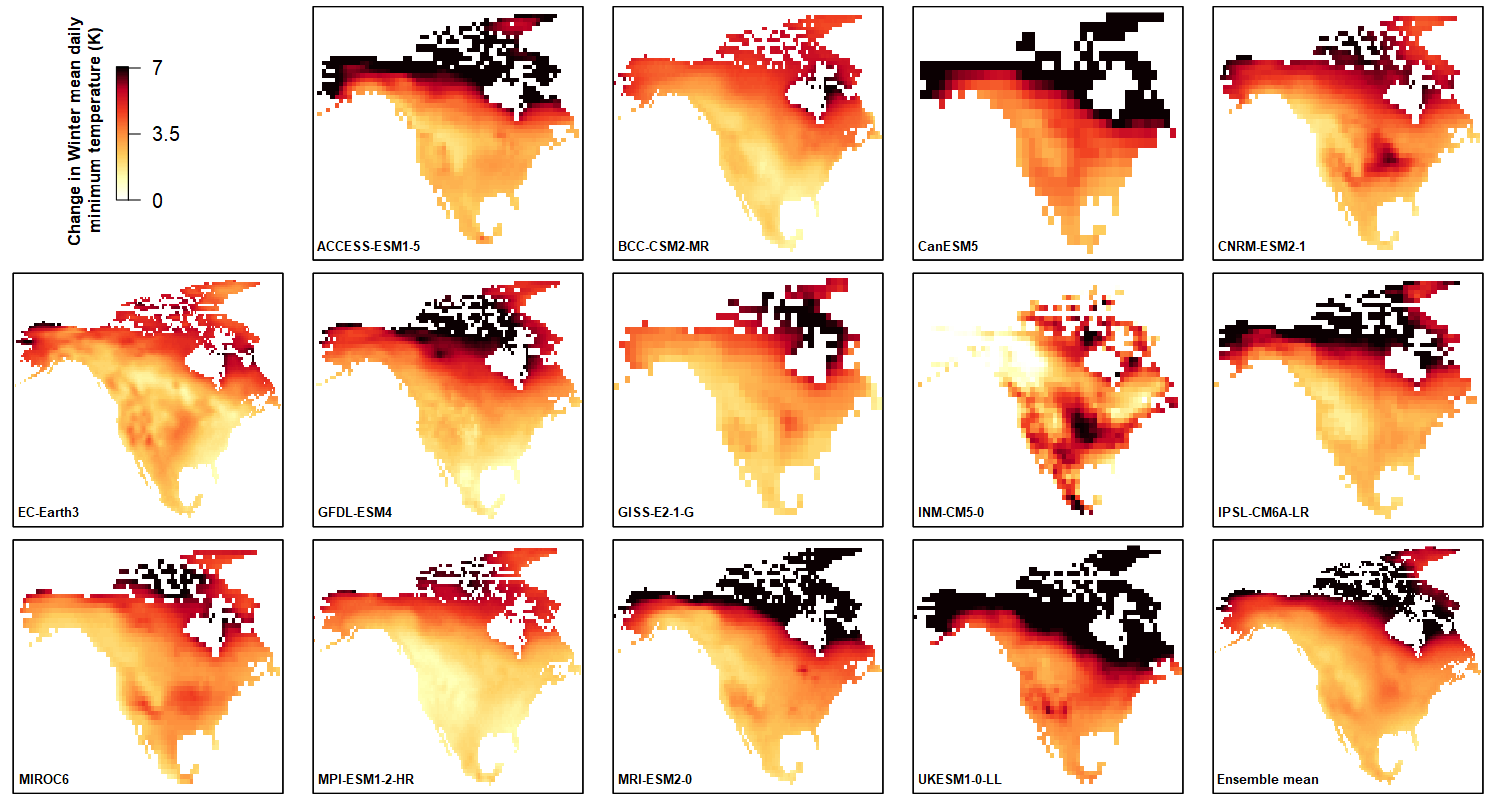 Change in Winter mean daily
minimum temperature (K)
7
3.5
0
ACCESS-ESM1-5
BCC-CSM2-MR
CanESM5
CNRM-ESM2-1
EC-Earth3
GFDL-ESM4
GISS-E2-1-G
INM-CM5-0
IPSL-CM6A-LR
MIROC6
MPI-ESM1-2-HR
MRI-ESM2-0
UKESM1-0-LL
Ensemble mean